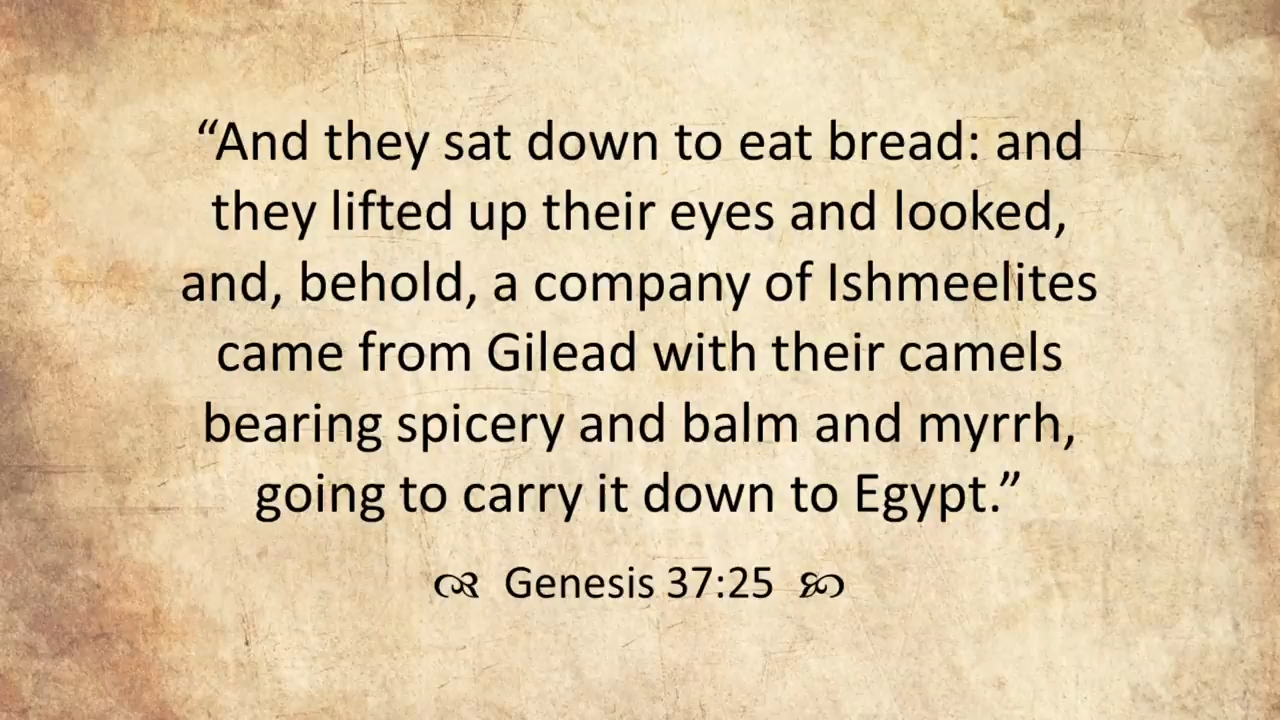 “And they sat down to eat bread: and
they lifted up their eyes and looked,
and, behold, a company of Ishmeelites
came from Gilead with their camels
bearing spicery and balm and myrrh,
going to carry it down to Egypt.”
Genesis 37:25